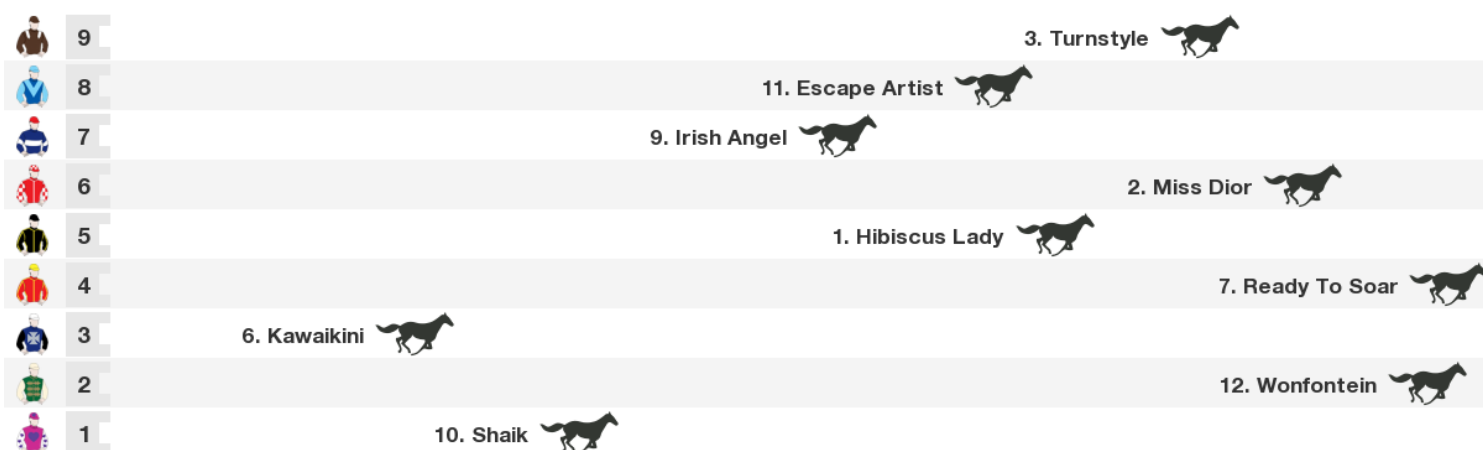 9 3. Turnstyle
8 11. Escape Artist
7 9. Irish Angel
6 2. Miss Dior
5 1. Hibiscus Lady
4 7. Ready To Soar
3 6. Kawaikini
2 12. Wonfontein
1 10. Shaik